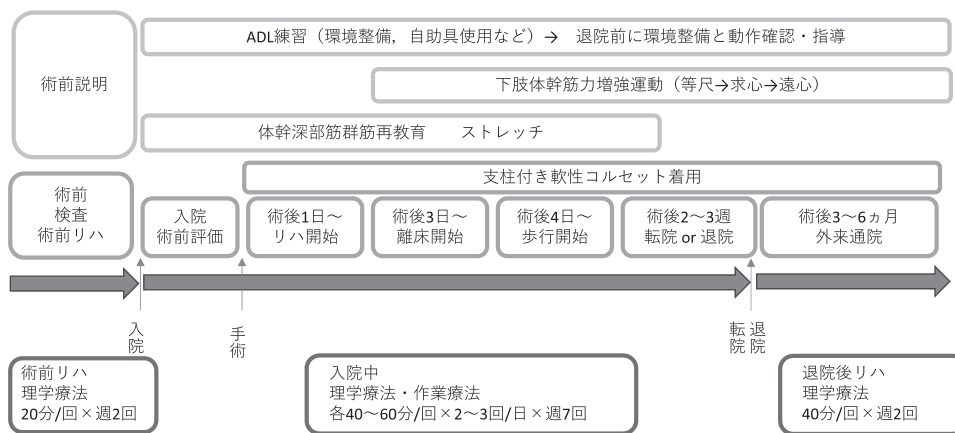 術前説明
ADL練習（環境整備，自助具使用など）→　退院前に環境整備と動作確認・指導
下肢体幹筋力増強運動（等尺→求心→遠心）
体幹深部筋群筋再教育　　ストレッチ
支柱付き軟性コルセット着用
術前
検査
術前リハ
入院
術前評価
術後1日～
リハ開始
術後3日～
離床開始
術後4日～
歩行開始
術後2～3週
転院 or 退院
術後3～6ヵ月
外来通院
入院
手術
転院
退院
術前リハ
理学療法
20分/回×週2回
入院中
理学療法・作業療法
各40～60分/回×2～3回/日×週7回
退院後リハ
理学療法
40分/回×週2回